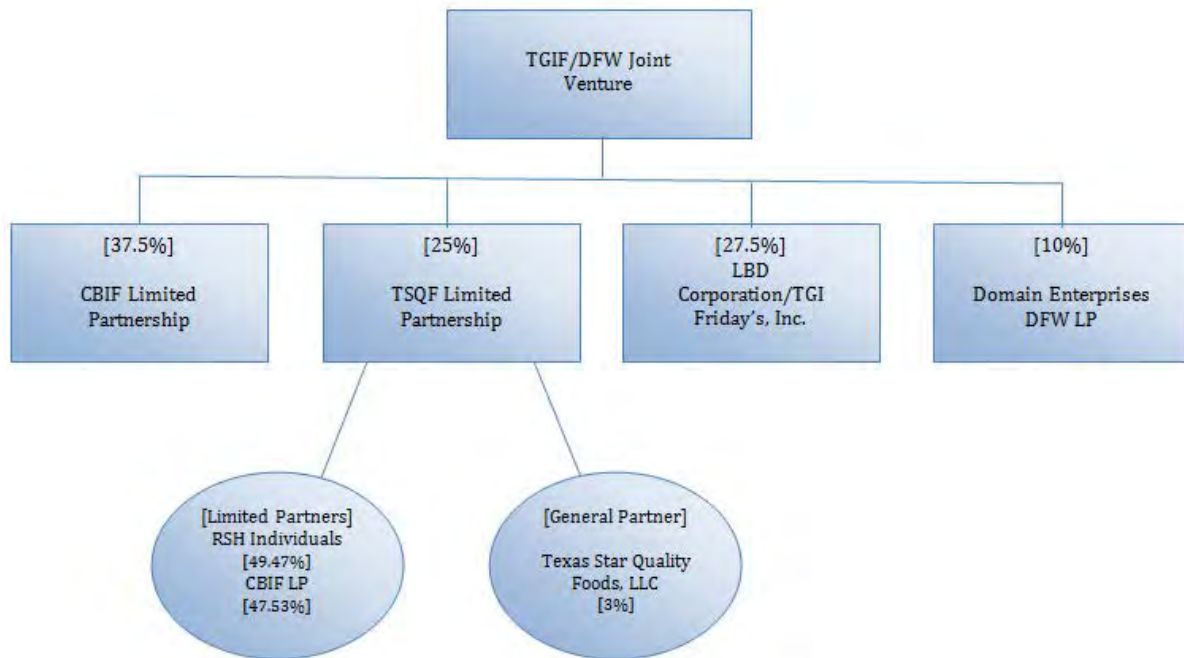 TGIF/DFW Joint
Venture
[37.5%]
CBIF Limited
Partnership
[25%]
TSQF Limited
Partnership
[27.5%]
LBD
Corporation/TGI
Friday’s, Inc.
[10%]
Domain Enterprises
DFW LP
[Limited Partners]
RSH Individuals
[49.47%]
CBIF LP
[47.53%]
[General Partner]
Texas Star Quality
Foods, LLC
[3%]